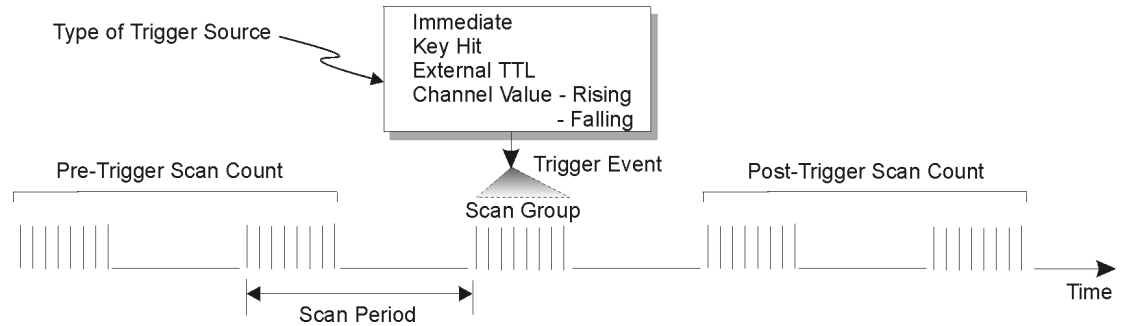 Type of Trigger Source
Immediate
Key Hit
External TTL
Channel Value - Rising
- Falling
Trigger Event
Pre-Trigger Scan Count
Post-Trigger Scan Count
Scan Group
Scan Period
Time